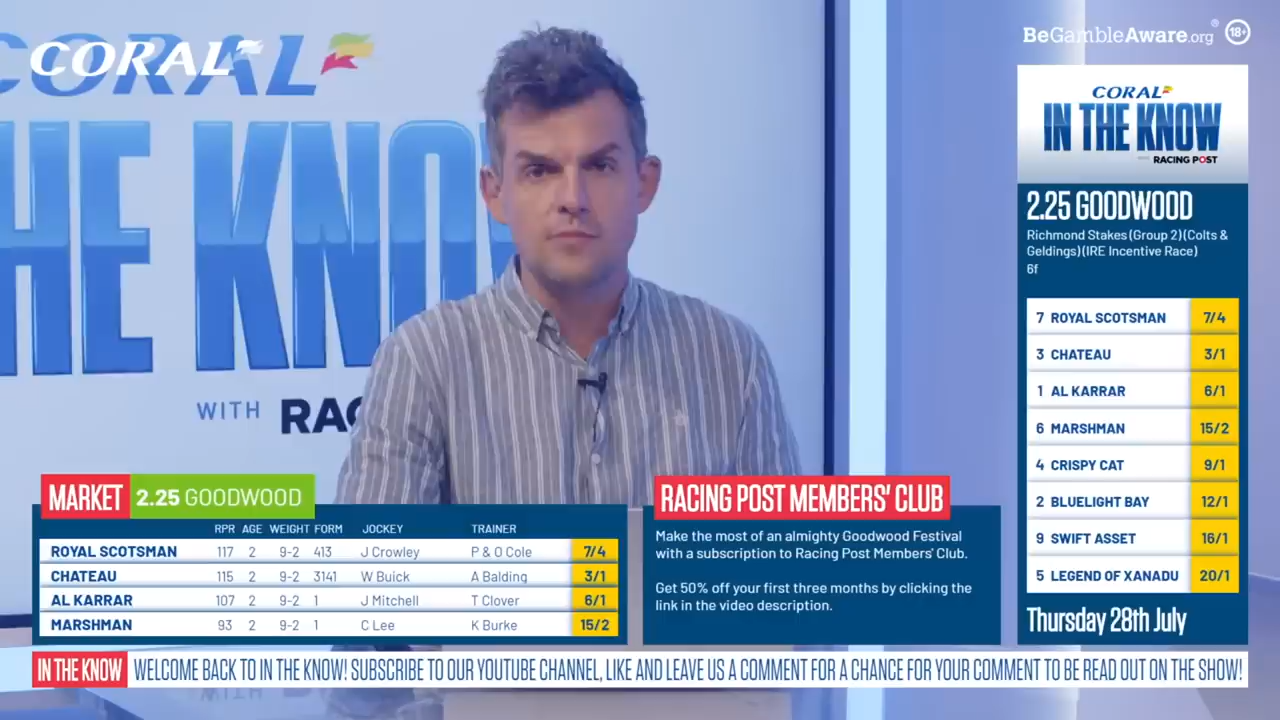 CORAL
CORAL
THE KNO
WITH RAC
BeGambleAware.org® 18+
CORAL
IN THE KNOW
WITH RACING POST
2.25 GOODWOOD
Richmond Stakes (Group 2) (Colts &
Geldings) (IRE Incentive Race)
6f
7 ROYAL SCOTSMAN 7/4
3 CHATEAU 3/1
1 AL KARRAR 6/1
6 MARSHMAN 15/2
4 CRISPY CAT 9/1
2 BLUELIGHT BAY 12/1
9 SWIFT ASSET 16/1
5 LEGEND OF XANADU 20/1
Thursday 28th July
MARKET 2.25 GOODWOOD
RPR AGE WEIGHT FORM JOCKEY TRAINER
ROYAL SCOTSMAN 117 2 9-2 413 J Crowley P & O Cole 7/4
CHATEAU 115 2 9-2 3141 W Buick A Balding 3/1
AL KARRAR 107 2 9-2 1 J Mitchell T Clover 6/1
MARSHMAN 93 2 9-2 1 C Lee K Burke 15/2
RACING POST MEMBERS' CLUB
Make the most of an almighty Goodwood Festival
with a subscription to Racing Post Members' Club.
Get 50% off your first three months by clicking the
link in the video description.
IN THE KNOW WELCOME BACK TO IN THE KNOW! SUBSCRIBE TO OUR YOUTUBE CHANNEL, LIKE AND LEAVE US A COMMENT FOR A CHANCE FOR YOUR COMMENT TO BE READ OUT ON THE SHOW!